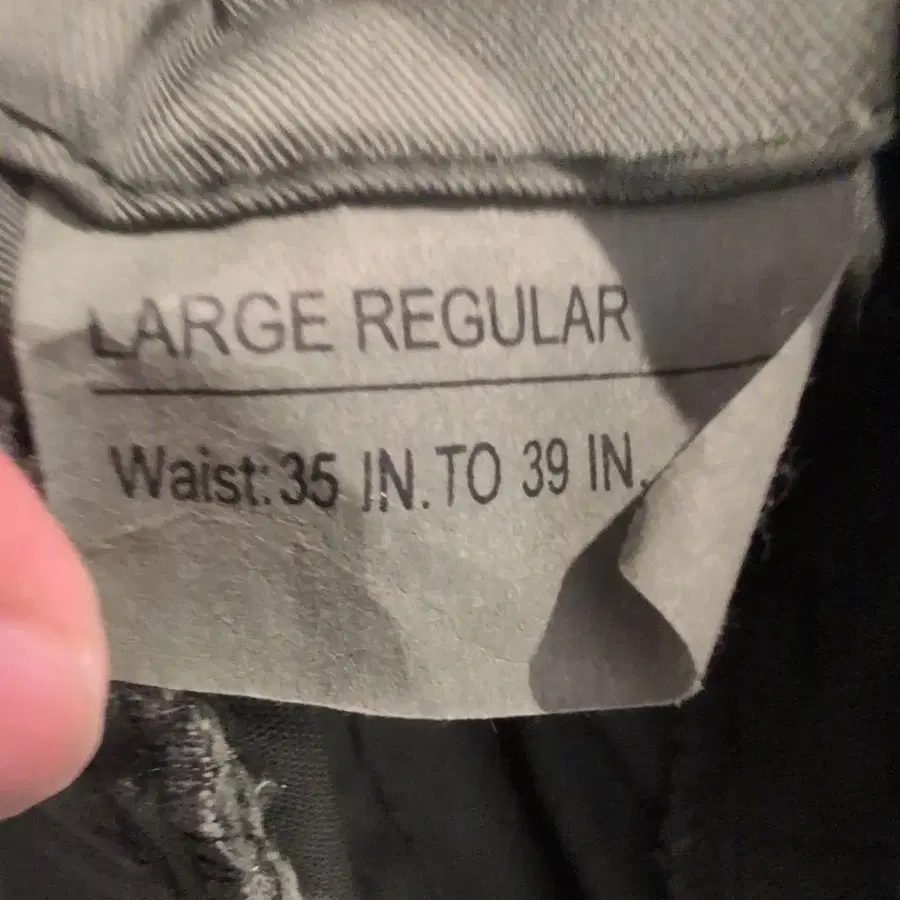 LARGE REGULAR
Waist: 35 IN. TO 39 IN.